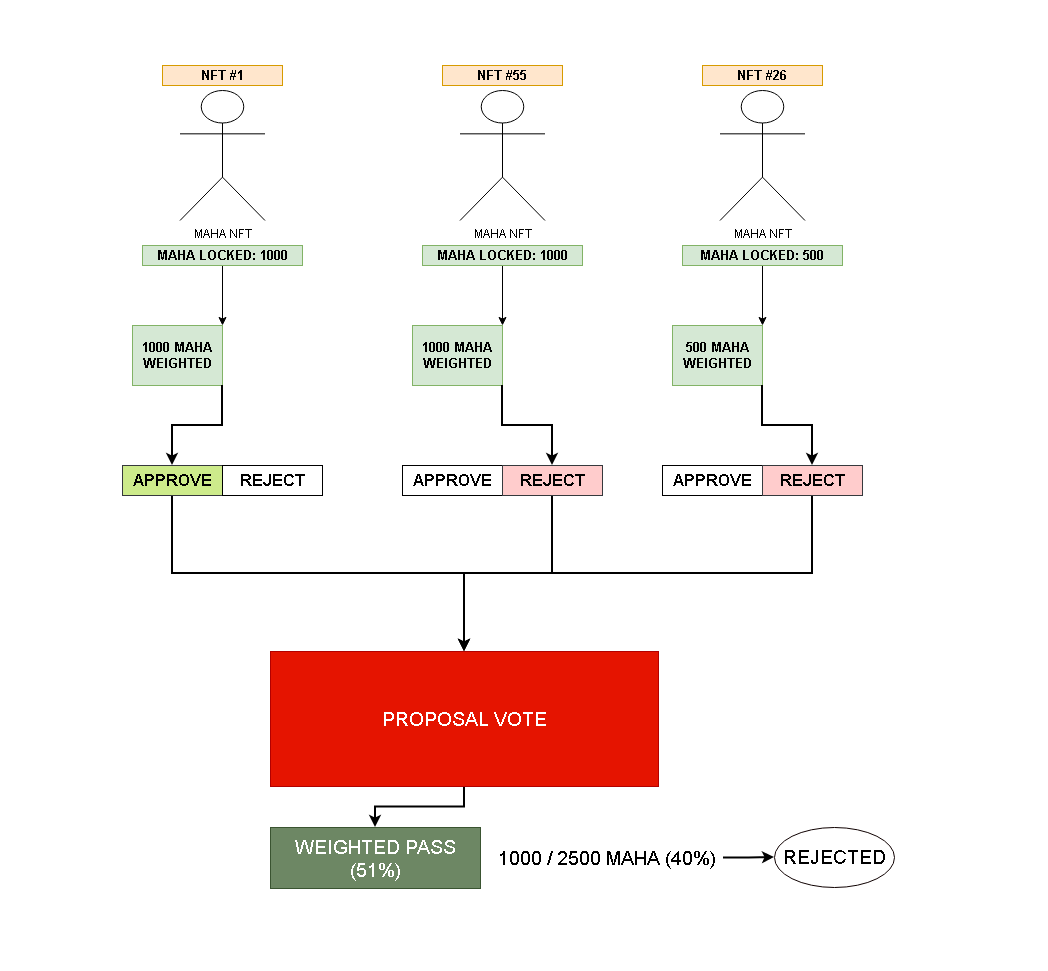 NFT #1
NFT #55
NFT #26
MAHA NFT
MAHA NFT
MAHA NFT
MAHA LOCKED: 1000
MAHA LOCKED: 1000
MAHA LOCKED: 500
1000 MAHA
WEIGHTED
1000 MAHA
WEIGHTED
500 MAHA
WEIGHTED
APPROVE
REJECT
APPROVE
REJECT
APPROVE
REJECT
PROPOSAL VOTE
WEIGHTED PASS
(51%)
1000 / 2500 MAHA (40%)
REJECTED